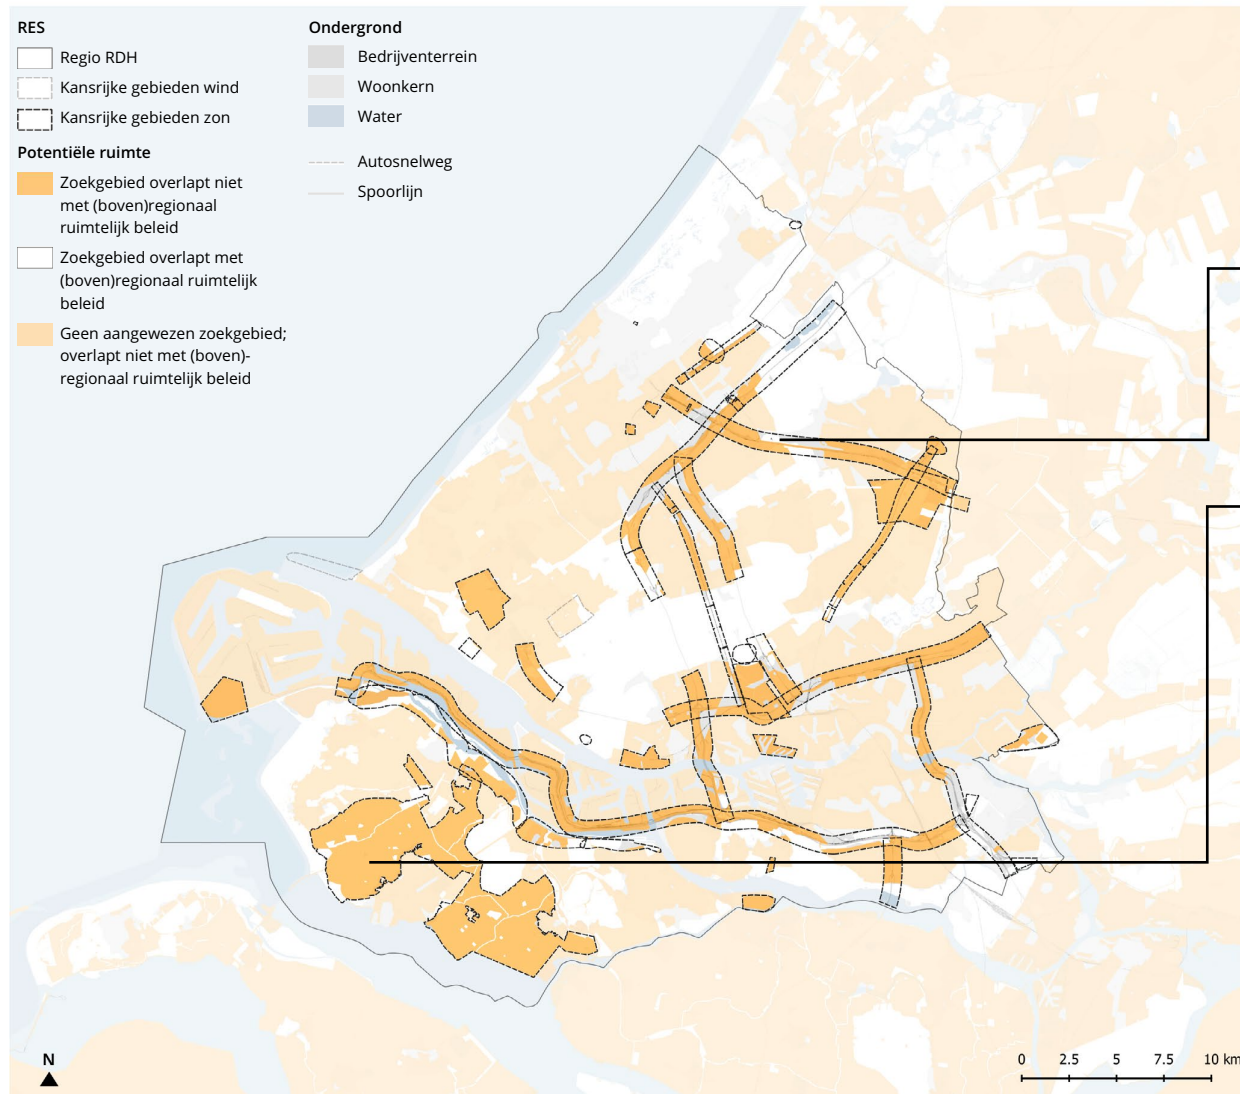 RES
Regio RDH
Kansrijke gebieden wind
Kansrijke gebieden zon
Potentiële ruimte
Zoekgebied overlapt niet
met (boven)regionaal
ruimtelijk beleid
Zoekgebied overlapt met
(boven)regionaal ruimtelijk
beleid
Geen aangewezen zoekgebied;
overlapt niet met (boven)-
regionaal ruimtelijk beleid
Ondergrond
Bedrijventerrein
Woonkern
Water
Autosnelweg
Spoorlijn
N
0 2.5 5 7.5 10 km